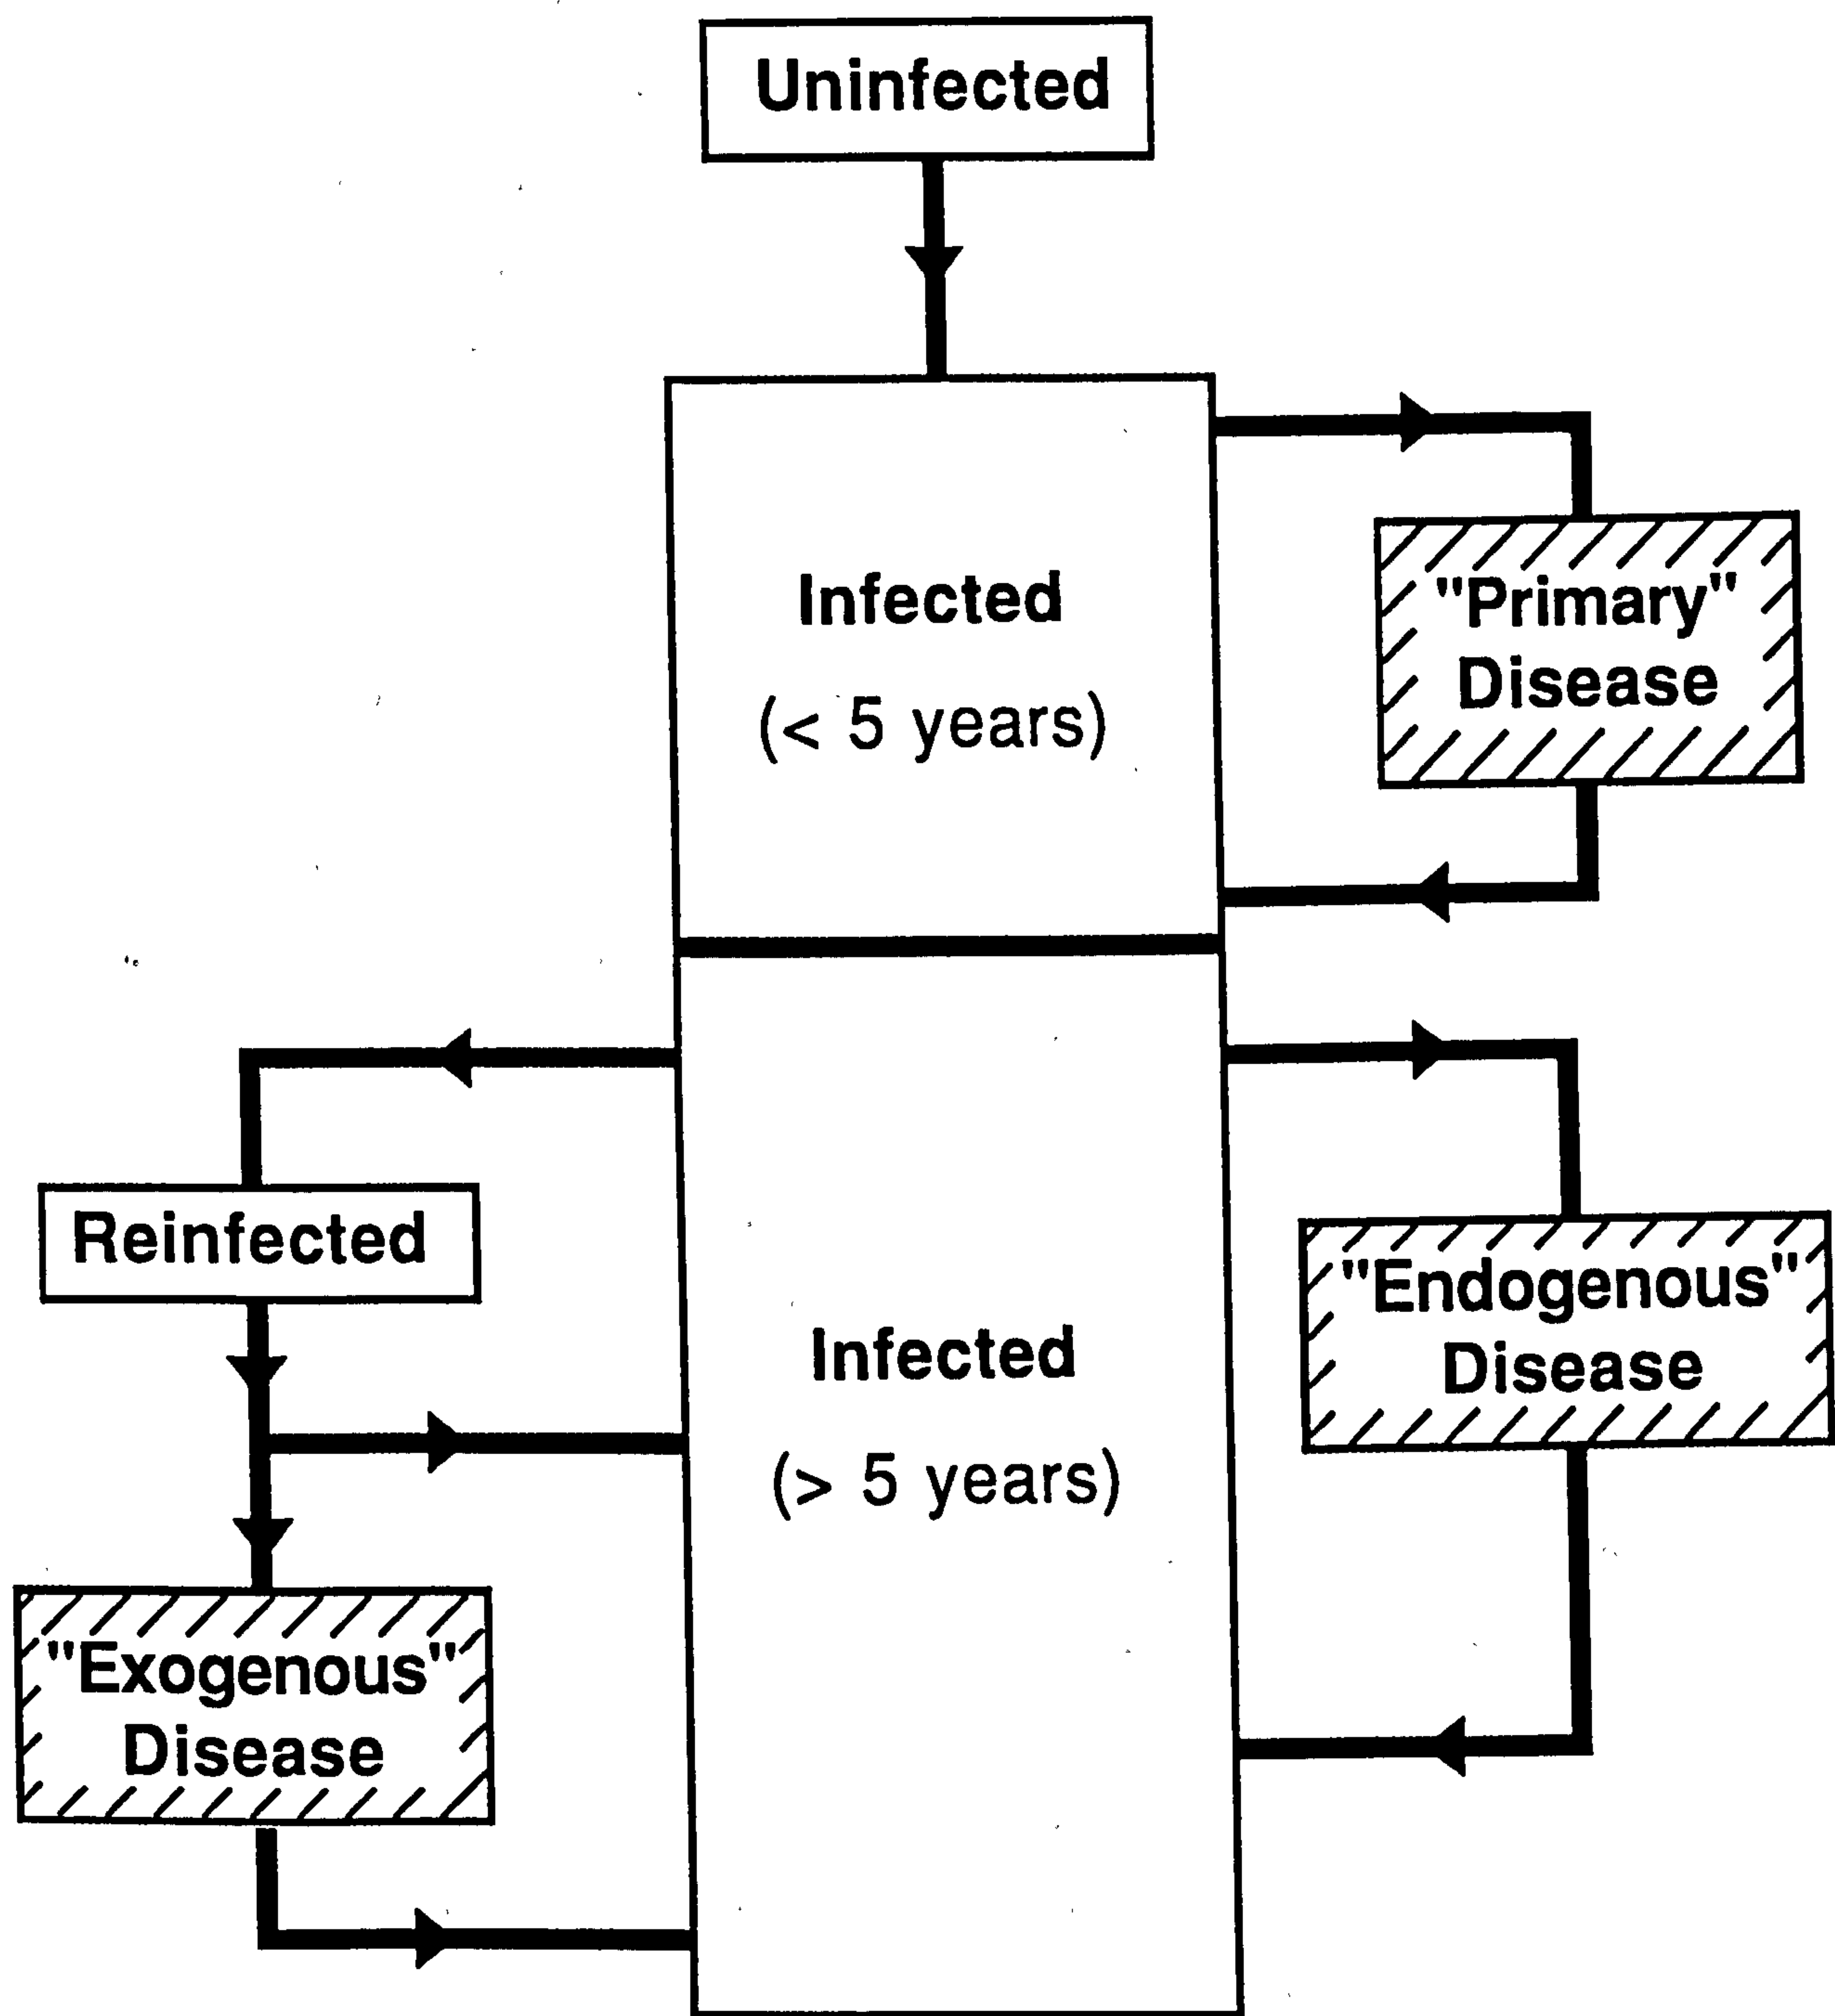 Uninfected
Infected
(< 5 years)
"Primary"
Disease
Reinfected
"Endogenous"
Disease
Infected
(> 5 years)
"Exogenous"
Disease